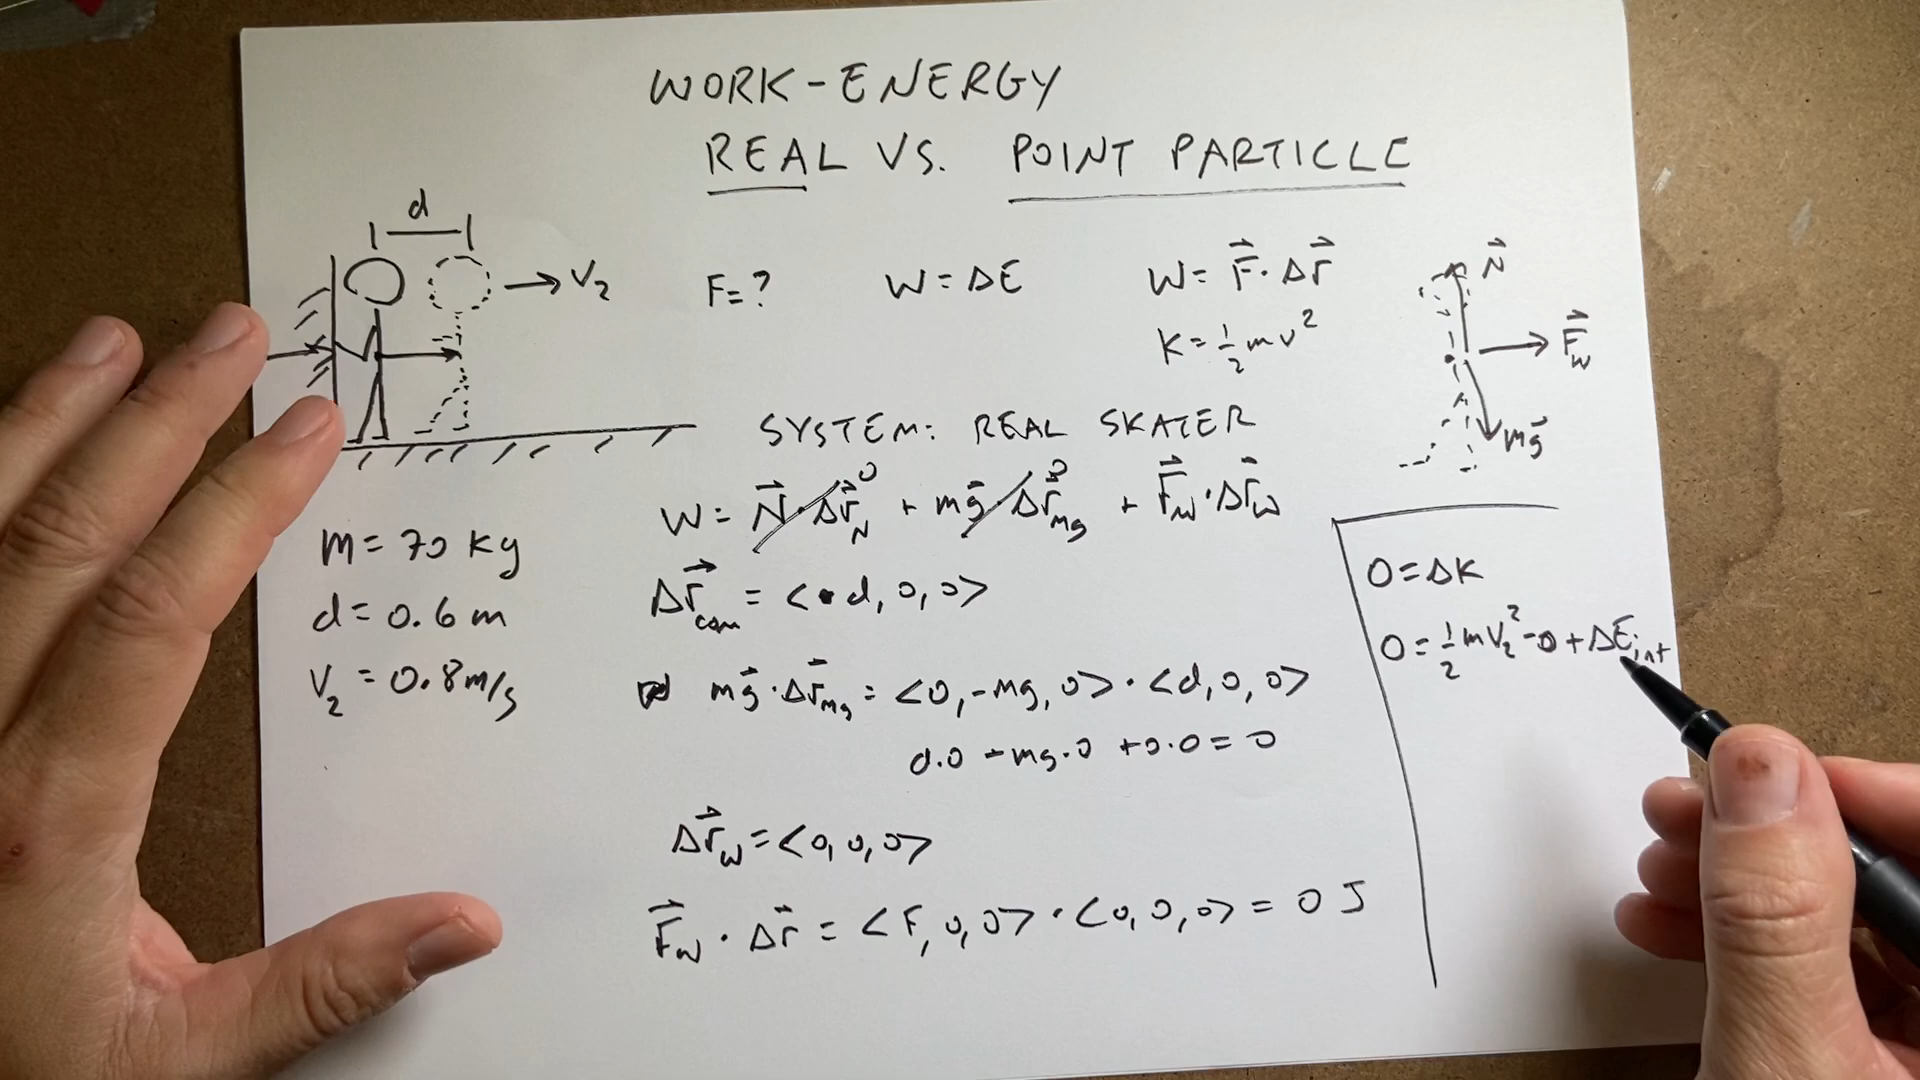 WORK-ENERGY
REAL VS. POINT PARTICLE
d
V₂
F=?
W=ΔE
W=F⃗·Δr⃗
K=½mv²
N⃗
F⃗w
mg⃗
SYSTEM: REAL SKATER
W= N⃗·Δr⃗N 0 + mg⃗·Δr⃗mg 0 + F⃗w·Δr⃗w
Δr⃗com = <d, 0, 0>
mg⃗·Δr⃗mg = <0, -mg, 0> · <d, 0, 0>
d·0 -mg·0 +0·0 = 0
Δr⃗w = <0, 0, 0>
F⃗w · Δr⃗ = <F, 0, 0> · <0, 0, 0> = 0 J
m= 70 kg
d= 0.6 m
V₂ = 0.8 m/s
0=ΔK
0=½mV₂²-0+ΔEint